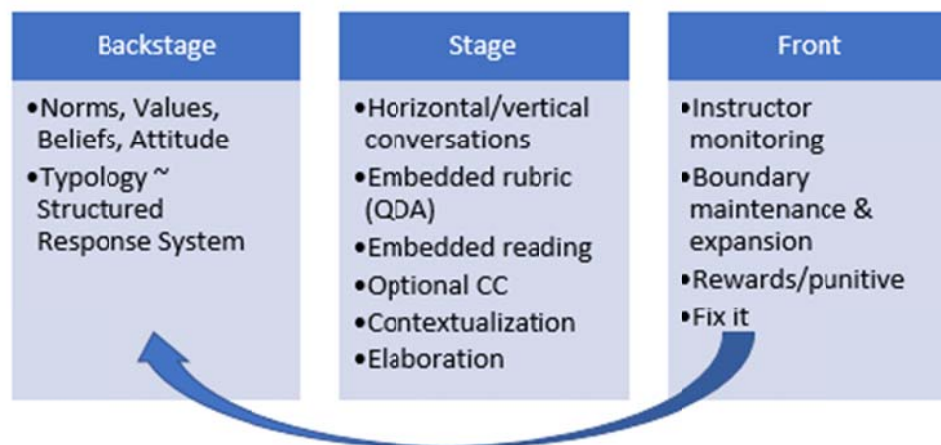 Backstage
•Norms, Values,
Beliefs, Attitude
•Typology ~
Structured
Response System
Stage
•Horizontal/vertical
conversations
•Embedded rubric
(QDA)
•Embedded reading
•Optional CC
•Contextualization
•Elaboration
Front
•Instructor
monitoring
•Boundary
maintenance &
expansion
•Rewards/punitive
•Fix it